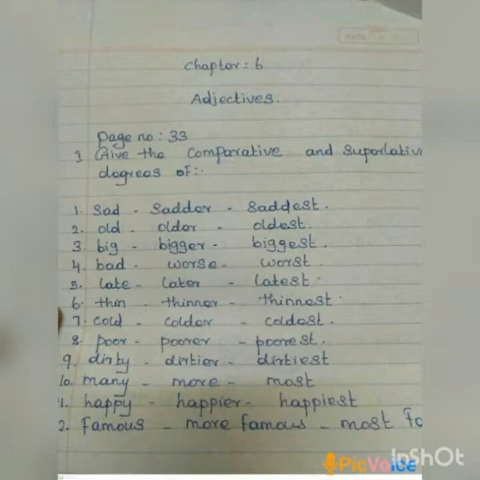 Chapter: 6
Adjectives.
Page no: 33
I Give the Comparative and Superlative
degrees of:-
1. Sad - Sadder - Saddest.
2. old - older - oldest.
3. big - bigger - biggest.
4. bad - worse - worst
5. Late - Later - Latest.
6. thin - thinner - thinnest.
7. cold - colder - coldest.
8. poor - poorer - poorest.
9. dirty - dirtier - dirtiest
10. many - more - most
11. happy - happier - happiest
2. Famous - more famous - most Fa
InShOt
PicVoice